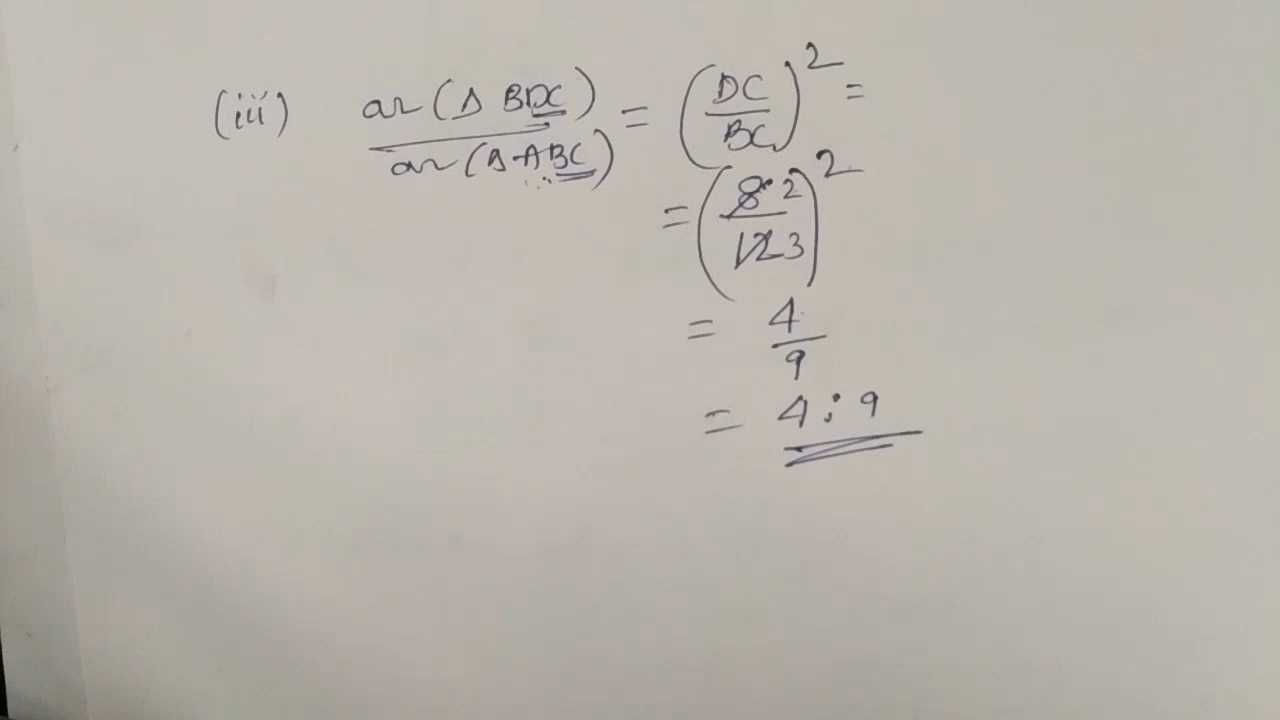 (iii) ar(Δ BDC) / ar(Δ ABC) = (DC/BC)² =
= (8 2/12 3)²
= 4/9
= 4:9